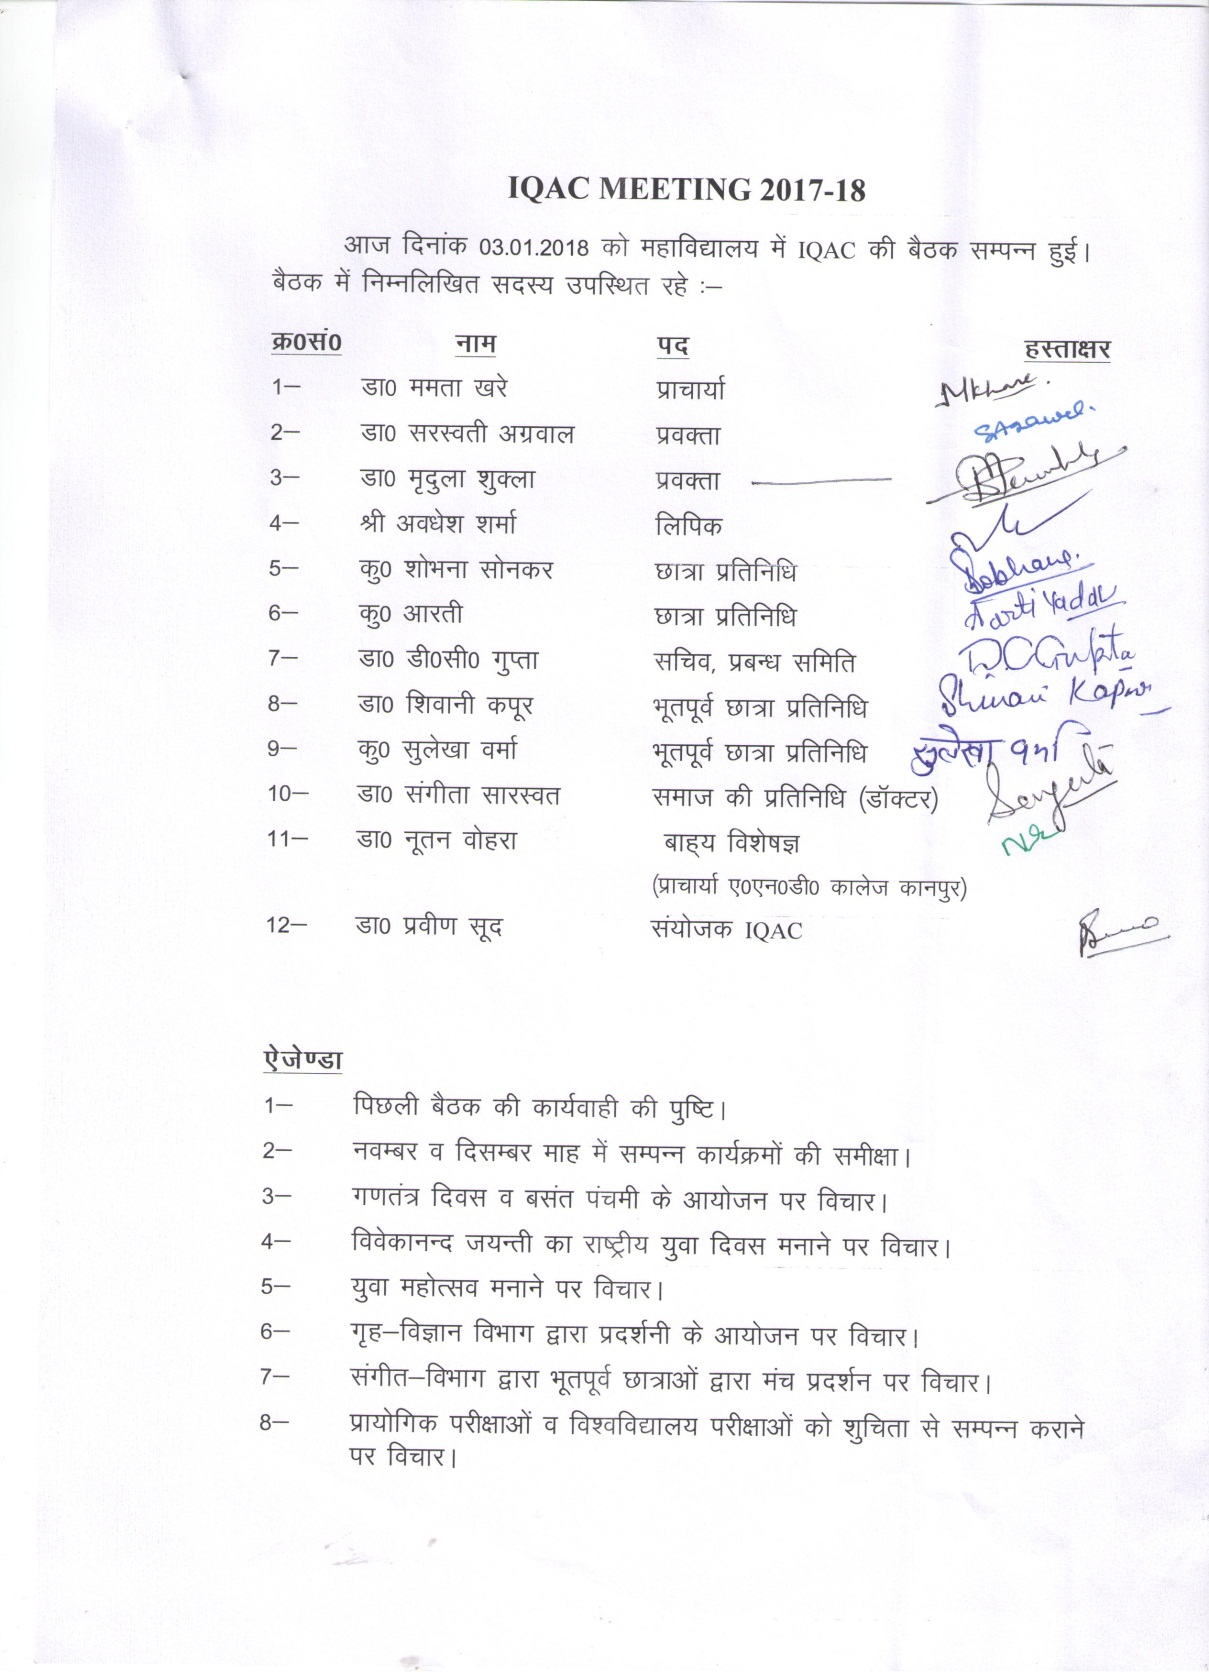 IQAC MEETING 2017-18
आज दिनांक 03.01.2018 को महाविद्यालय में IQAC की बैठक सम्पन्न हुई।
बैठक में निम्नलिखित सदस्य उपस्थित रहे :–
क्र0सं0 नाम पद हस्ताक्षर
1– डा0 ममता खरे प्राचार्या MKhare.
2– डा0 सरस्वती अग्रवाल प्रवक्ता
3– डा0 मृदुला शुक्ला प्रवक्ता
4– श्री अवधेश शर्मा लिपिक
5– कु0 शोभना सोनकर छात्रा प्रतिनिधि
6– कु0 आरती छात्रा प्रतिनिधि Aarti Yadav
7– डा0 डी0सी0 गुप्ता सचिव, प्रबन्ध समिति DCGupta
8– डा0 शिवानी कपूर भूतपूर्व छात्रा प्रतिनिधि Shivani Kapur
9– कु0 सुलेखा वर्मा भूतपूर्व छात्रा प्रतिनिधि सुलेखा वर्मा
10– डा0 संगीता सारस्वत समाज की प्रतिनिधि (डॉक्टर) Sangeeta
11– डा0 नूतन वोहरा बाह्य विशेषज्ञ
(प्राचार्या ए0एन0डी0 कालेज कानपुर)
12– डा0 प्रवीण सूद संयोजक IQAC
ऐजेण्डा
1– पिछली बैठक की कार्यवाही की पुष्टि।
2– नवम्बर व दिसम्बर माह में सम्पन्न कार्यक्रमों की समीक्षा।
3– गणतंत्र दिवस व बसंत पंचमी के आयोजन पर विचार।
4– विवेकानन्द जयन्ती का राष्ट्रीय युवा दिवस मनाने पर विचार।
5– युवा महोत्सव मनाने पर विचार।
6– गृह–विज्ञान विभाग द्वारा प्रदर्शनी के आयोजन पर विचार।
7– संगीत–विभाग द्वारा भूतपूर्व छात्राओं द्वारा मंच प्रदर्शन पर विचार।
8– प्रायोगिक परीक्षाओं व विश्वविद्यालय परीक्षाओं को शुचिता से सम्पन्न कराने
पर विचार।